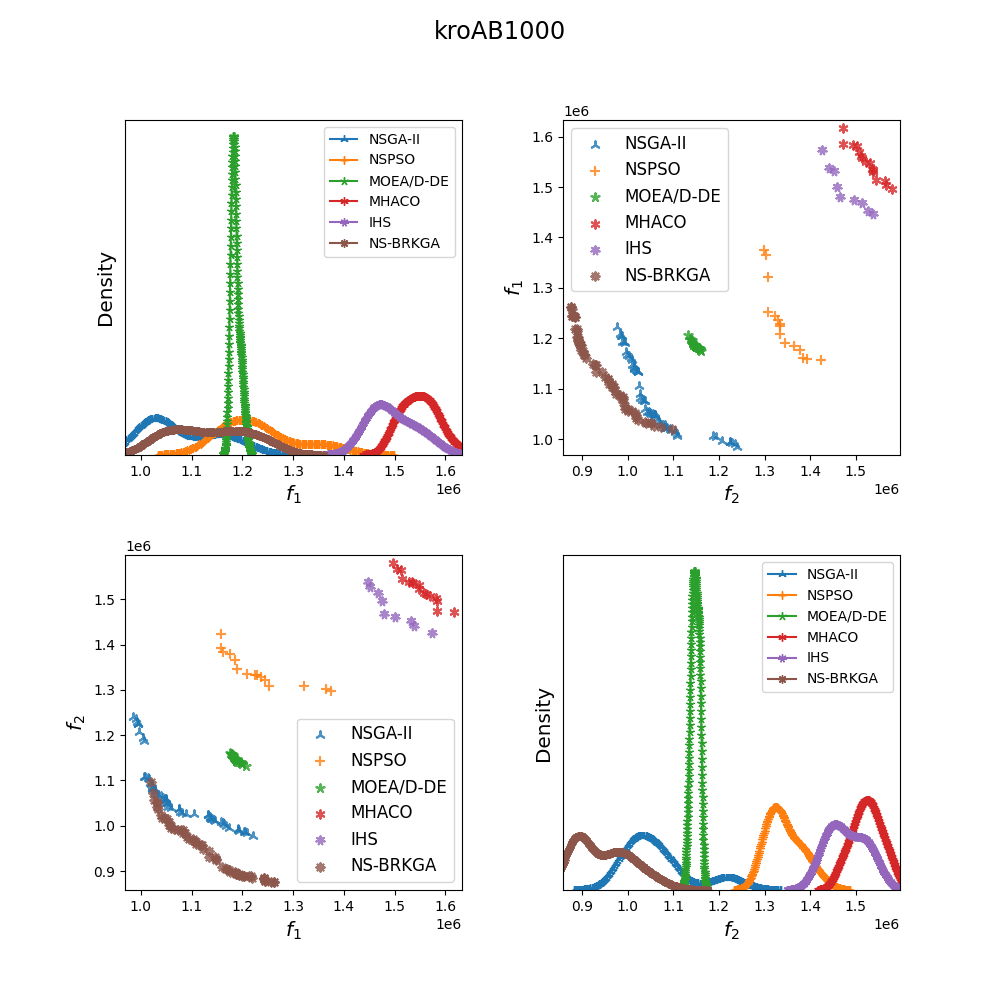 kroAB1000
Density
NSGA-II
NSPSO
MOEA/D-DE
MHACO
IHS
NS-BRKGA
1.0 1.1 1.2 1.3 1.4 1.5 1.6
1e6
f1
1e6
f1
1.6
1.5
1.4
1.3
1.2
1.1
1.0
NSGA-II
NSPSO
MOEA/D-DE
MHACO
IHS
NS-BRKGA
0.9 1.0 1.1 1.2 1.3 1.4 1.5
1e6
f2
1e6
f2
1.5
1.4
1.3
1.2
1.1
1.0
0.9
NSGA-II
NSPSO
MOEA/D-DE
MHACO
IHS
NS-BRKGA
1.0 1.1 1.2 1.3 1.4 1.5 1.6
1e6
f1
Density
NSGA-II
NSPSO
MOEA/D-DE
MHACO
IHS
NS-BRKGA
0.9 1.0 1.1 1.2 1.3 1.4 1.5
1e6
f2